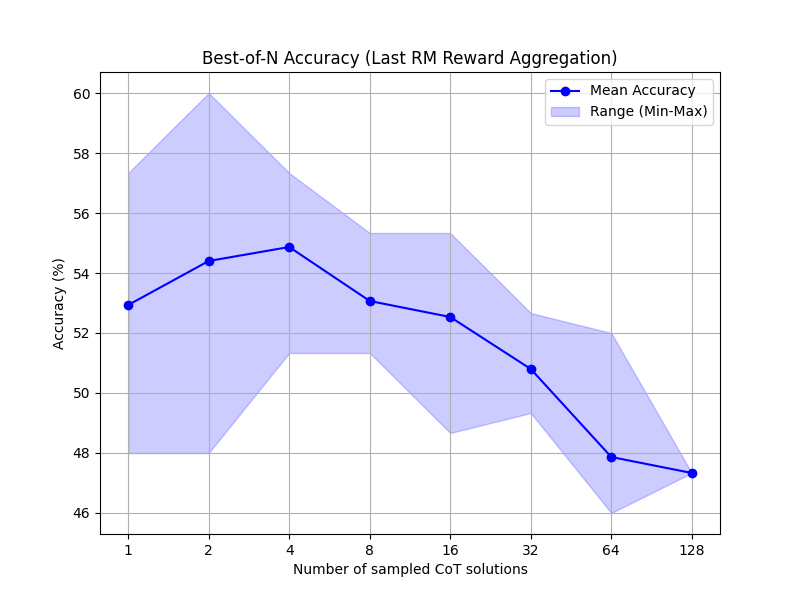 Best-of-N Accuracy (Last RM Reward Aggregation)
Mean Accuracy
Range (Min-Max)
Accuracy (%)
60
58
56
54
52
50
48
46
1 2 4 8 16 32 64 128
Number of sampled CoT solutions